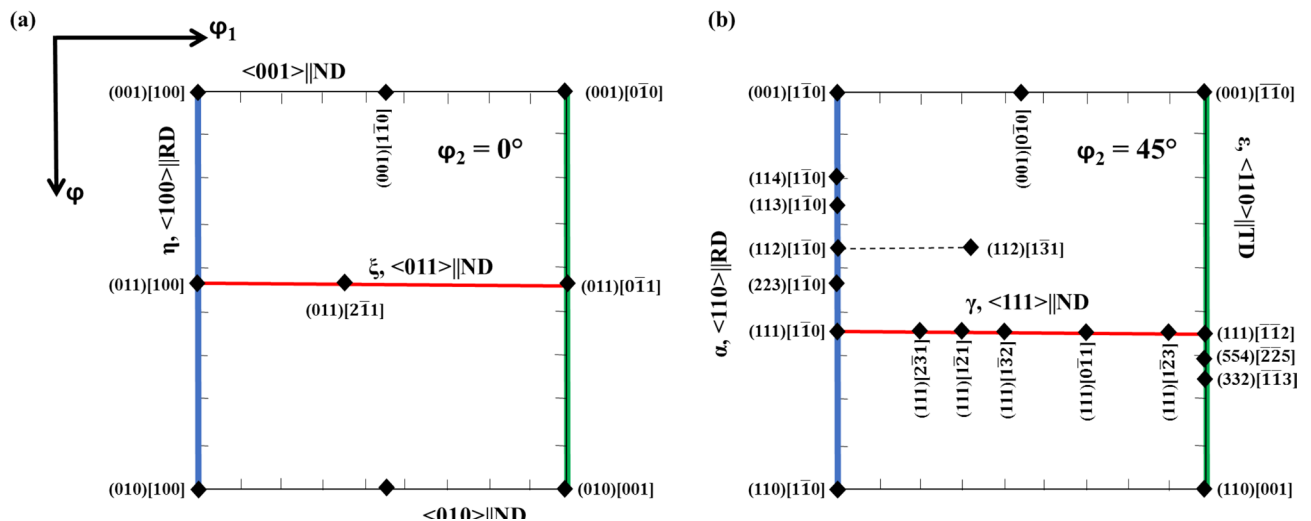 (a)
φ₁
φ
<001>||ND
(001)[100]
(001)[01̅0]
(001)[11̅0]
φ₂ = 0°
η, <100>||RD
ξ, <011>||ND
(011)[100]
(011)[01̅1]
(011)[21̅1]
(010)[100]
(010)[001]
<010>||ND
(b)
(001)[11̅0]
(001)[1̅1̅0]
(001)[01̅0]
φ₂ = 45°
ε, <110>||TD
α, <110>||RD
(114)[11̅0]
(113)[11̅0]
(112)[11̅0]
(112)[13̅1]
(223)[11̅0]
γ, <111>||ND
(111)[11̅0]
(111)[1̅1̅2]
(111)[23̅1]
(111)[12̅1]
(111)[13̅2]
(111)[01̅1]
(111)[12̅3]
(554)[2̅2̅5]
(332)[1̅1̅3]
(110)[11̅0]
(110)[001]